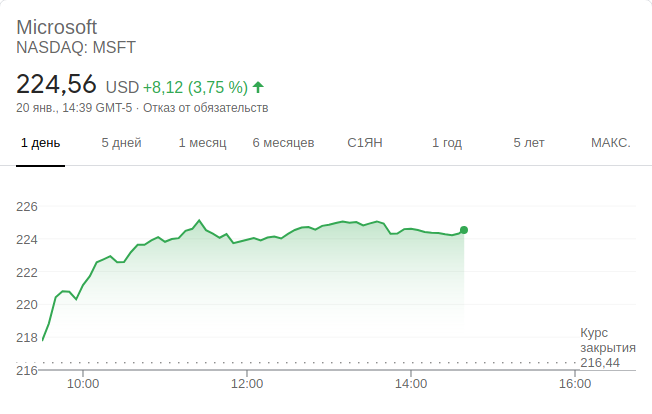 Microsoft
NASDAQ: MSFT
224,56 USD +8,12 (3,75 %)
20 янв., 14:39 GMT-5 · Отказ от обязательств
1 день 5 дней 1 месяц 6 месяцев С1ЯН 1 год 5 лет МАКС.
226
224
222
220
218
216
Курс
закрытия
216,44
10:00 12:00 14:00 16:00